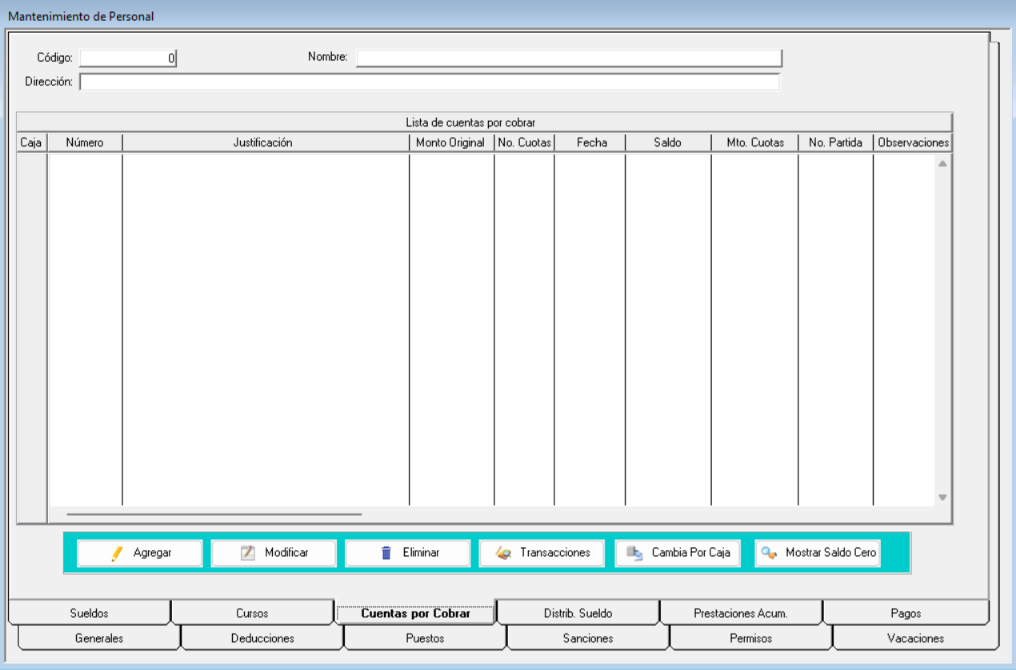 Mantenimiento de Personal
Código: 0 Nombre:
Dirección:
Lista de cuentas por cobrar
Caja Número Justificación Monto Original No. Cuotas Fecha Saldo Mto. Cuotas No. Partida Observaciones
Agregar Modificar Eliminar Transacciones Cambia Por Caja Mostrar Saldo Cero
Sueldos Cursos Cuentas por Cobrar Distrib. Sueldo Prestaciones Acum. Pagos
Generales Deducciones Puestos Sanciones Permisos Vacaciones